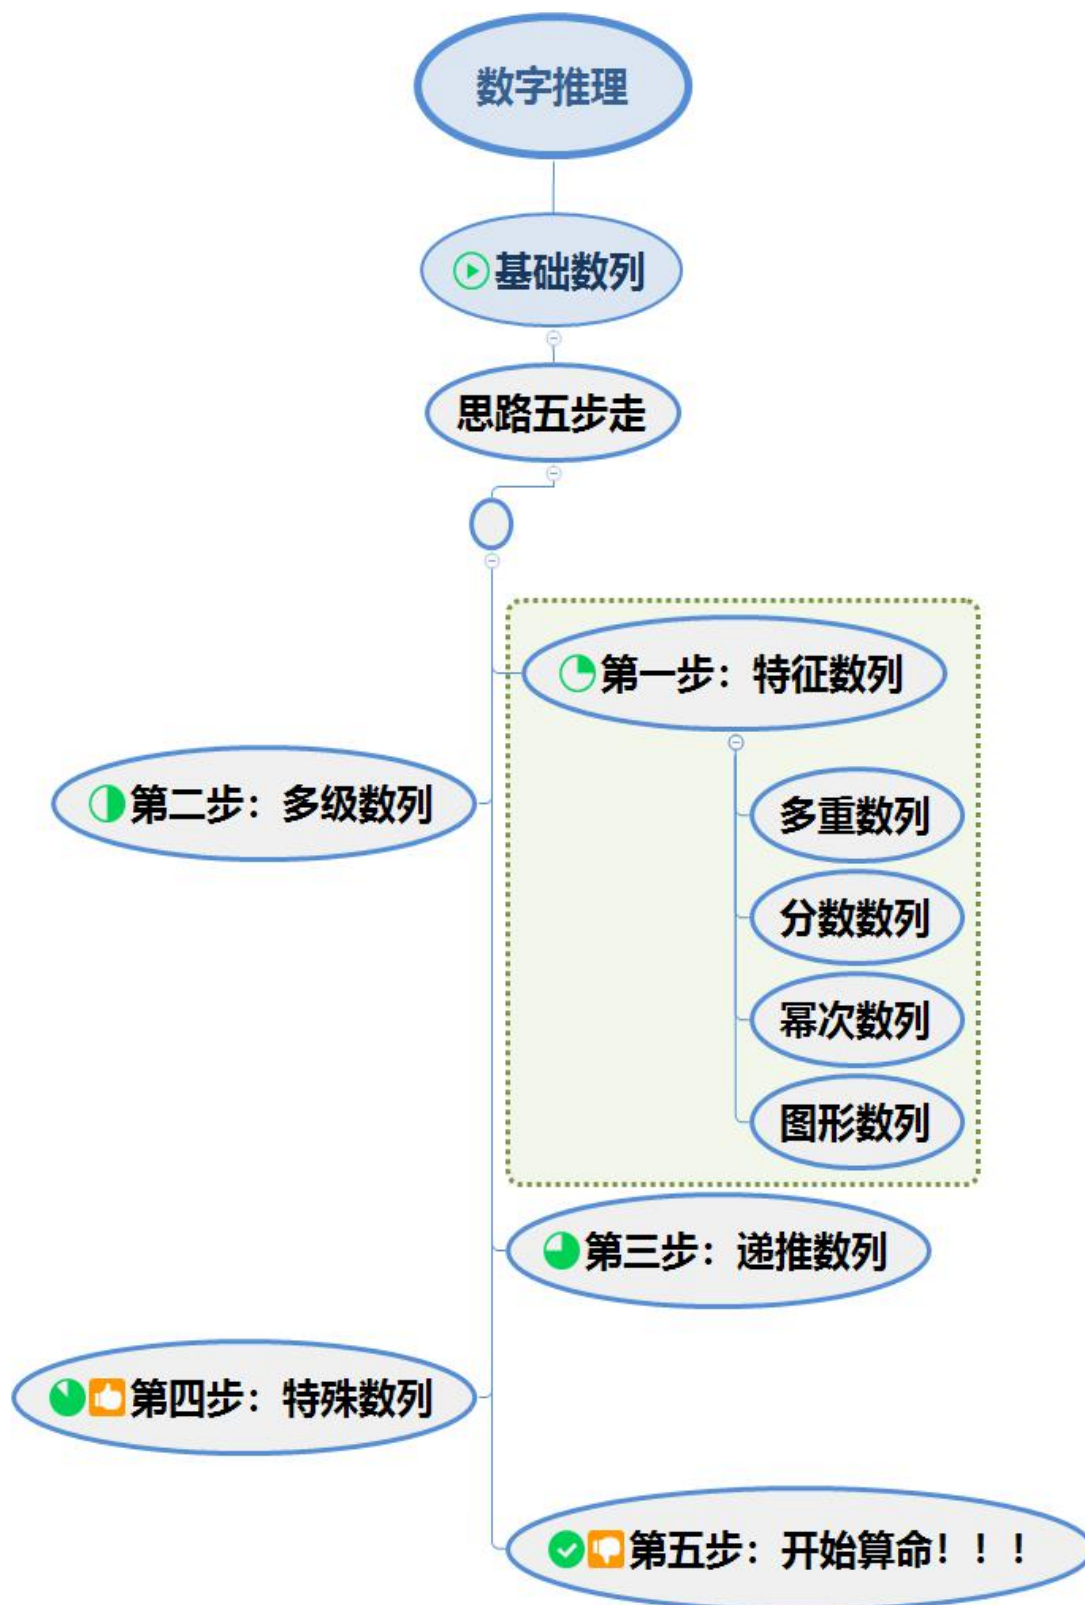 数字推理
基础数列
思路五步走
第一步：特征数列
多重数列
分数数列
幂次数列
图形数列
第二步：多级数列
第三步：递推数列
第四步：特殊数列
第五步：开始算命！！！